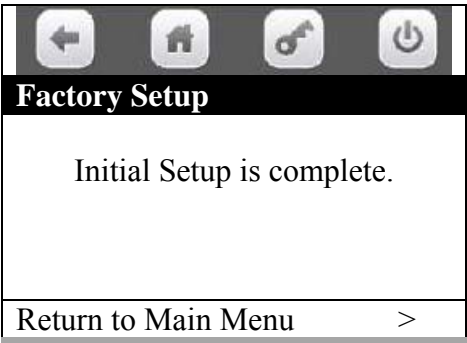 Factory Setup
Initial Setup is complete.
Return to Main Menu >